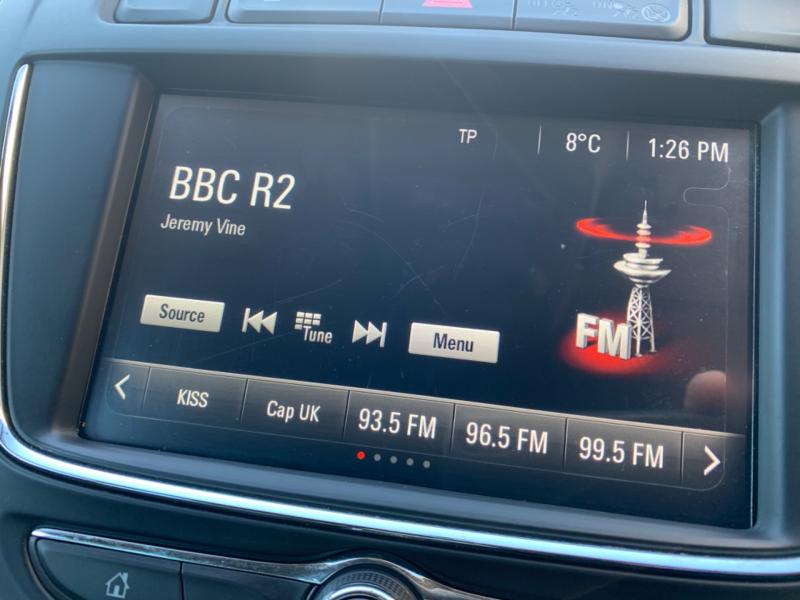 TP 8°C 1:26 PM
BBC R2
Jeremy Vine
Source Tune Menu
FM
KISS Cap UK 93.5 FM 96.5 FM 99.5 FM